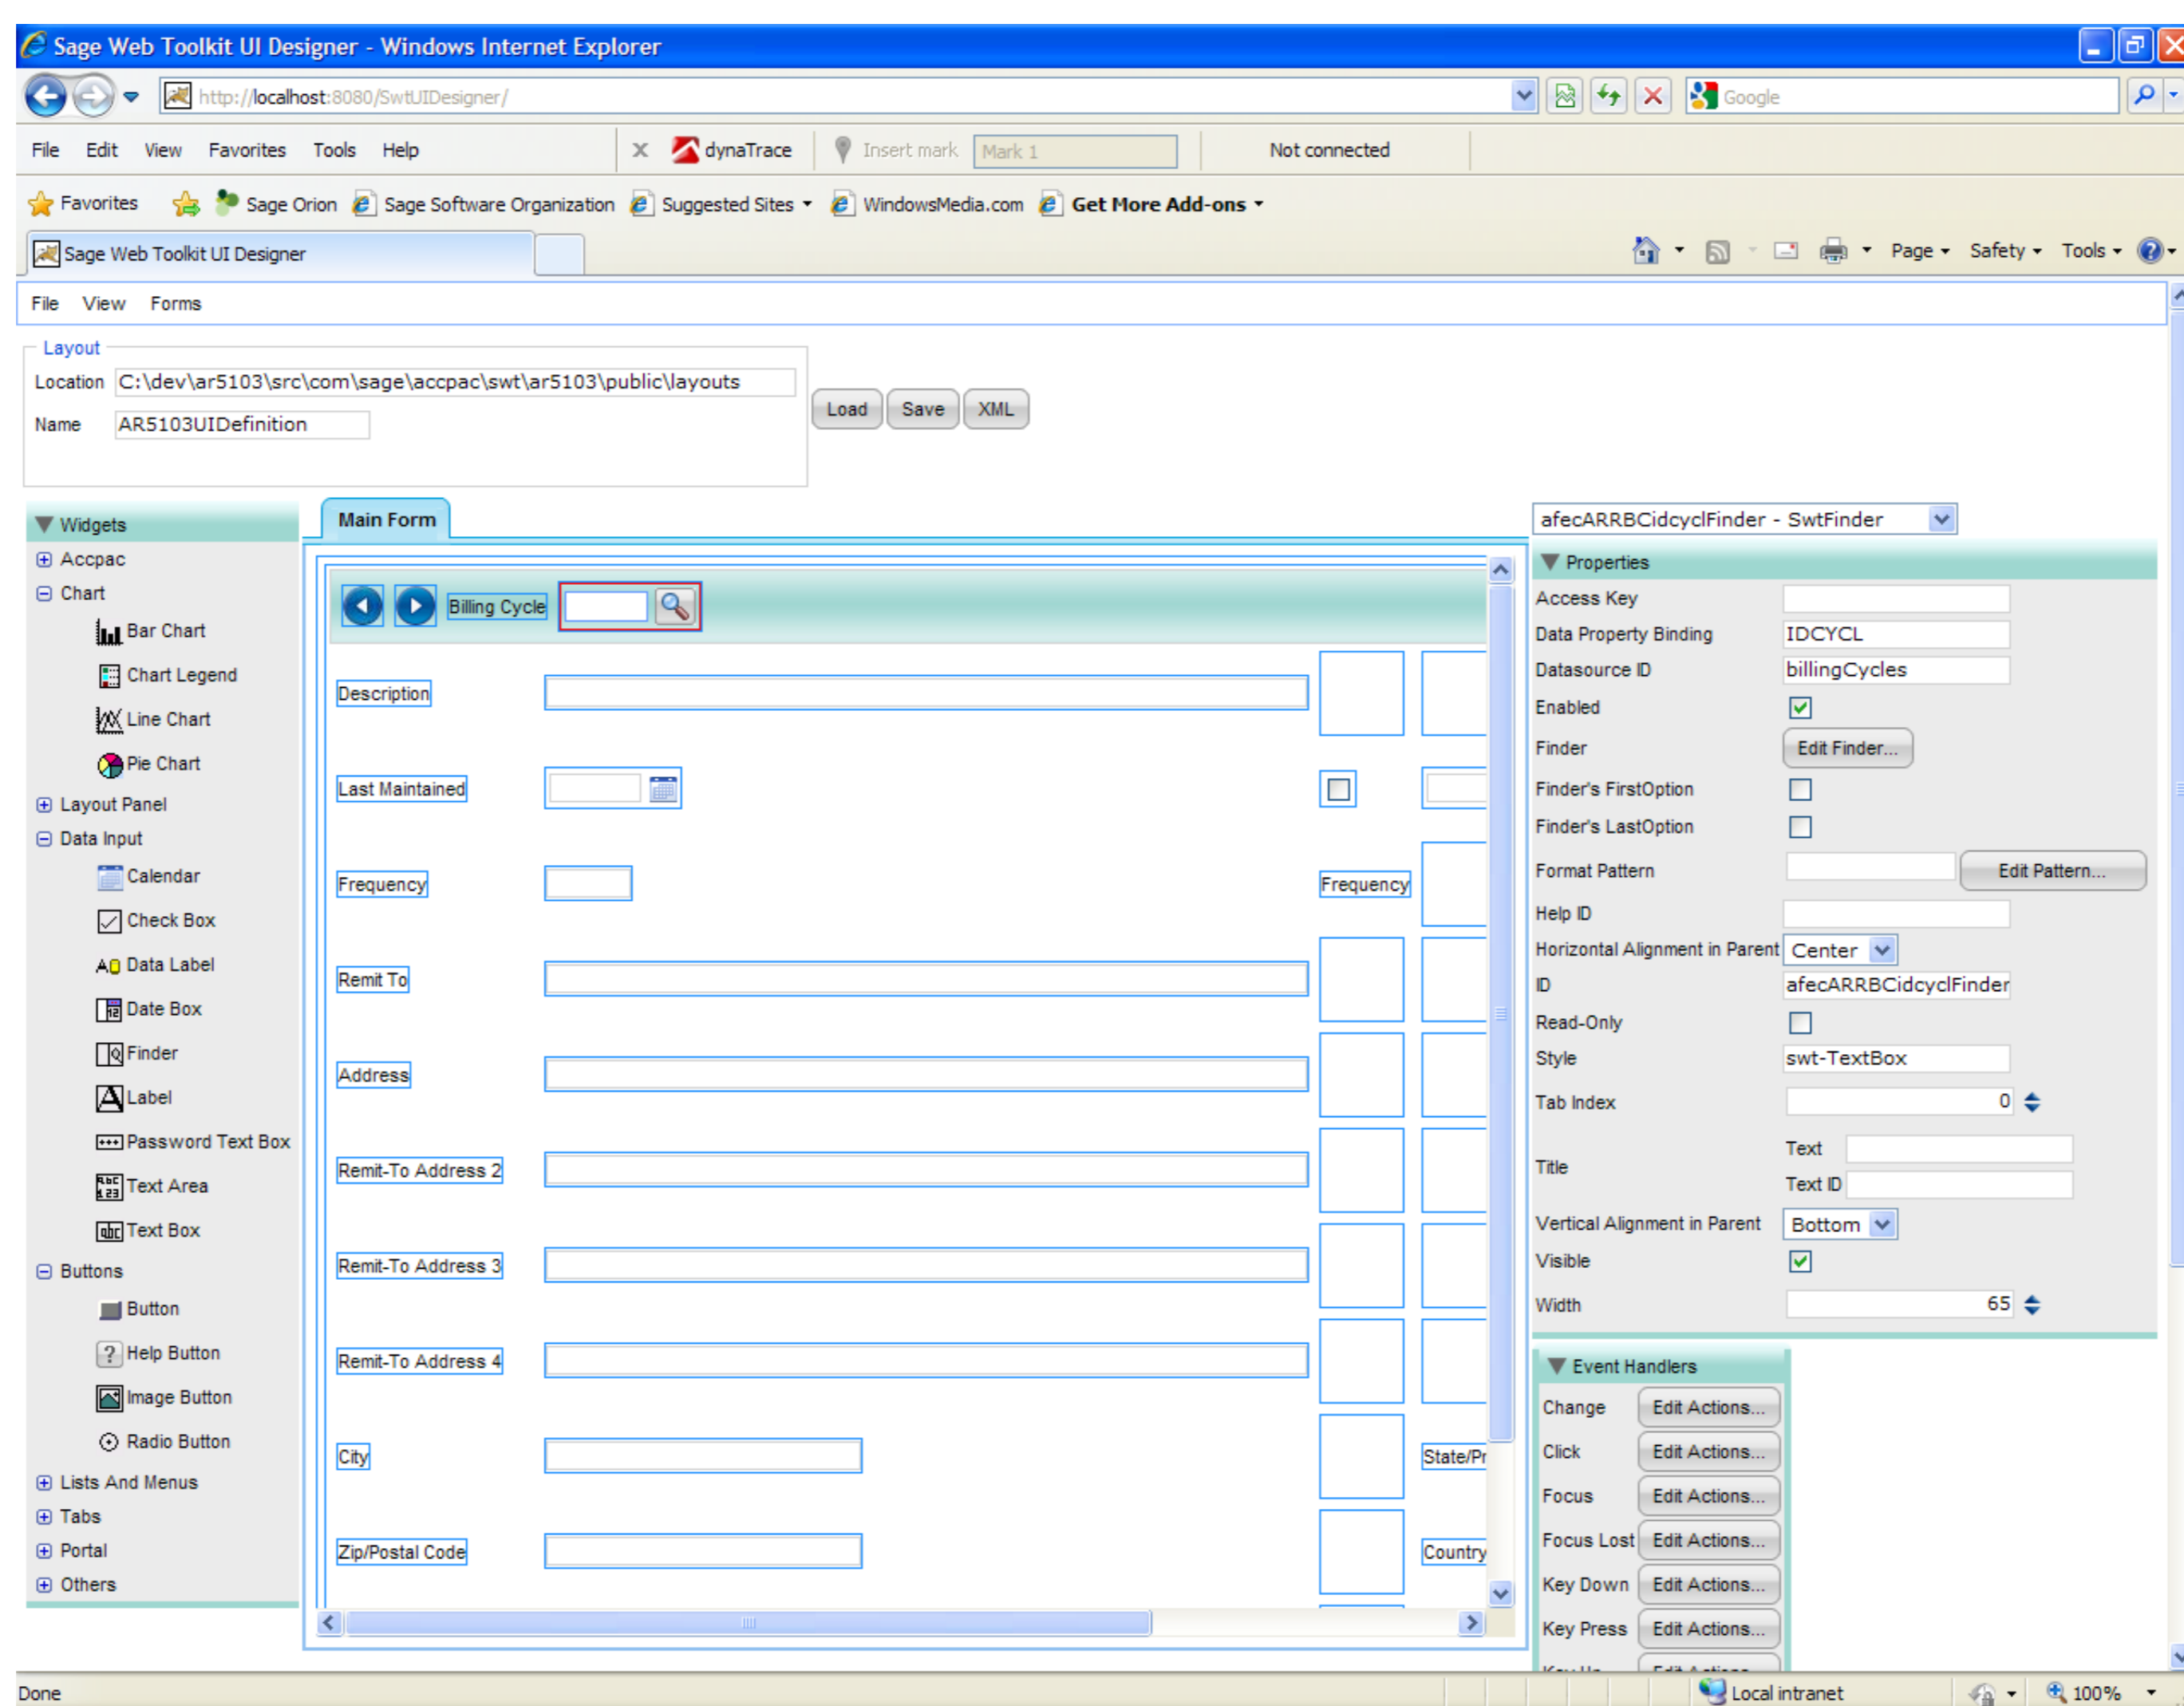 Sage Web Toolkit UI Designer - Windows Internet Explorer
http://localhost:8080/SwtUIDesigner/
Google
File Edit View Favorites Tools Help
x dynaTrace Insert mark Mark 1 Not connected
Favorites Sage Orion Sage Software Organization Suggested Sites WindowsMedia.com Get More Add-ons
Sage Web Toolkit UI Designer
Page Safety Tools
File View Forms
Layout
Location C:\dev\ar5103\src\com\sage\accpac\swt\ar5103\public\layouts
Name AR5103UIDefinition
Load Save XML
Widgets
Accpac
Chart
Bar Chart
Chart Legend
Line Chart
Pie Chart
Layout Panel
Data Input
Calendar
Check Box
Data Label
Date Box
Finder
Label
Password Text Box
Text Area
Text Box
Buttons
Button
Help Button
Image Button
Radio Button
Lists And Menus
Tabs
Portal
Others
Main Form
Billing Cycle
Description
Last Maintained
Frequency Frequency
Remit To
Address
Remit-To Address 2
Remit-To Address 3
Remit-To Address 4
City State/Pr
Zip/Postal Code Country
afecARRBCidcyclFinder - SwtFinder
Properties
Access Key
Data Property Binding IDCYCL
Datasource ID billingCycles
Enabled
Finder Edit Finder...
Finder's FirstOption
Finder's LastOption
Format Pattern Edit Pattern...
Help ID
Horizontal Alignment in Parent Center
ID afecARRBCidcyclFinder
Read-Only
Style swt-TextBox
Tab Index 0
Title Text
Text ID
Vertical Alignment in Parent Bottom
Visible
Width 65
Event Handlers
Change Edit Actions...
Click Edit Actions...
Focus Edit Actions...
Focus Lost Edit Actions...
Key Down Edit Actions...
Key Press Edit Actions...
Done Local intranet 100%